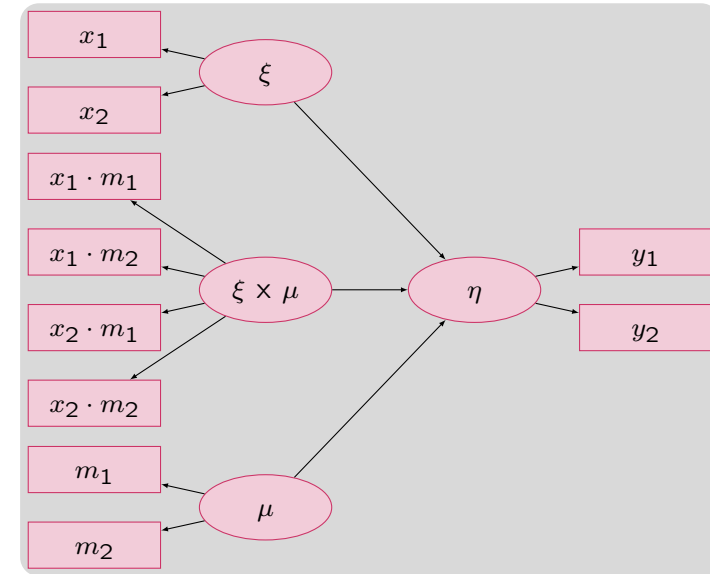 x₁
x₂
x₁ · m₁
x₁ · m₂
x₂ · m₁
x₂ · m₂
m₁
m₂
ξ
ξ × μ
μ
η
y₁
y₂